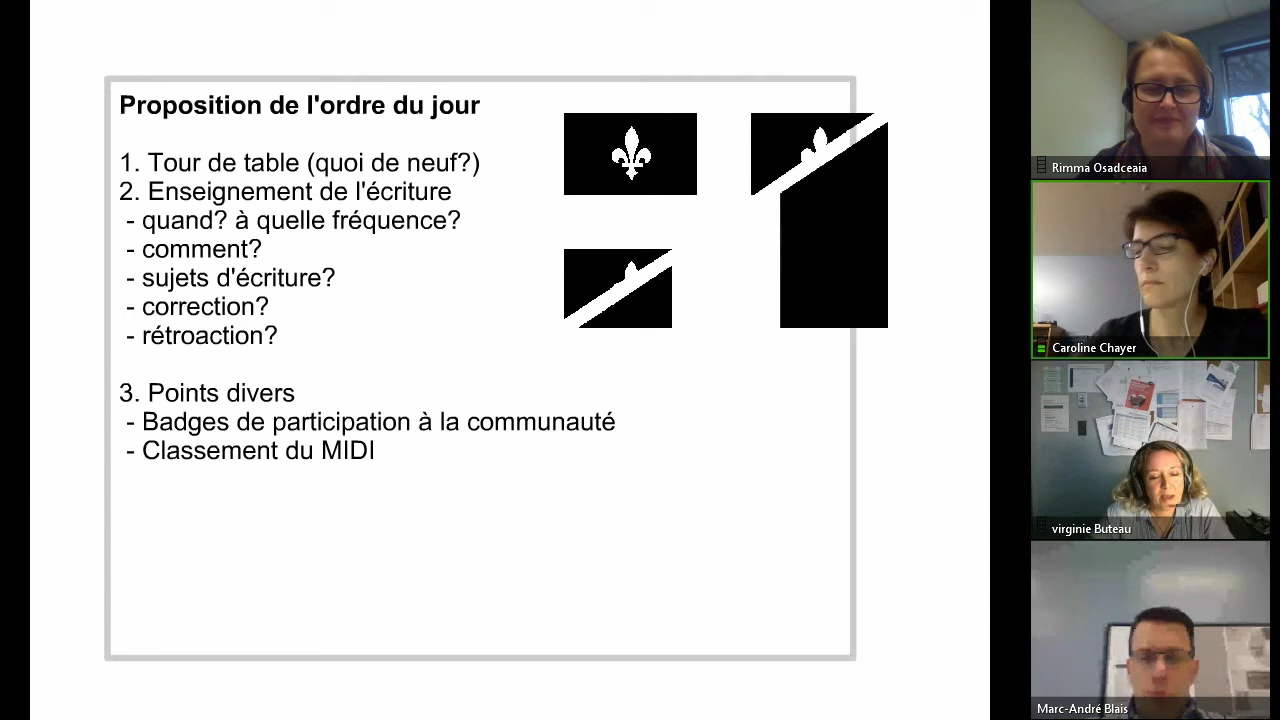 Proposition de l'ordre du jour
1. Tour de table (quoi de neuf?)
2. Enseignement de l'écriture
- quand? à quelle fréquence?
- comment?
- sujets d'écriture?
- correction?
- rétroaction?
3. Points divers
- Badges de participation à la communauté
- Classement du MIDI
Rimma Osadceaia
Caroline Chayer
virginie Buteau
Marc-André Blais